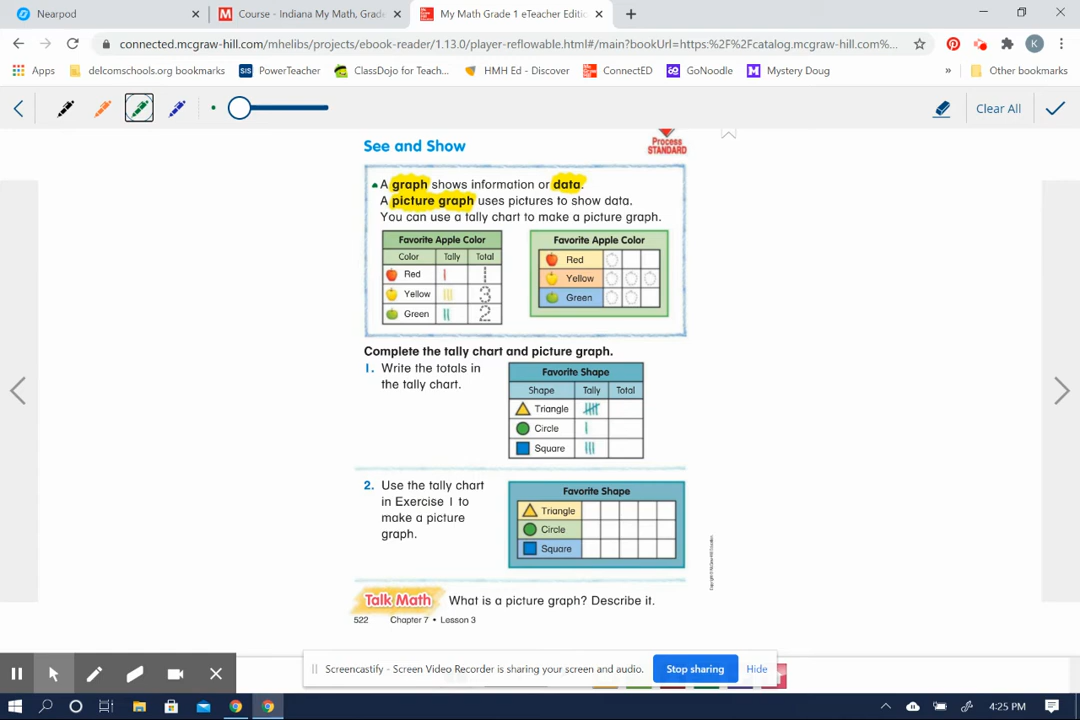 Nearpod
Course - Indiana My Math, Grade
My Math Grade 1 eTeacher Editio
connected.mcgraw-hill.com/mhelibs/projects/ebook-reader/1.13.0/player-reflowable.html#/main?bookUrl=https:%2F%2Fcatalog.mcgraw-hill.com%...
K
Apps
delcomschools.org bookmarks
SIS
PowerTeacher
ClassDojo for Teach...
HMH Ed - Discover
ConnectED
GoNoodle
Mystery Doug
»
Other bookmarks
Clear All
See and Show
Process
STANDARD
A graph shows information or data.
A picture graph uses pictures to show data.
You can use a tally chart to make a picture graph.
Favorite Apple Color
Color Tally Total
Red 1
Yellow 3
Green 2
Favorite Apple Color
Red
Yellow
Green
Complete the tally chart and picture graph.
1. Write the totals in
the tally chart.
Favorite Shape
Shape Tally Total
Triangle
Circle
Square
2. Use the tally chart
in Exercise 1 to
make a picture
graph.
Favorite Shape
Triangle
Circle
Square
Talk Math What is a picture graph? Describe it.
522 Chapter 7 • Lesson 3
Screencastify - Screen Video Recorder is sharing your screen and audio.
Stop sharing
Hide
4:25 PM